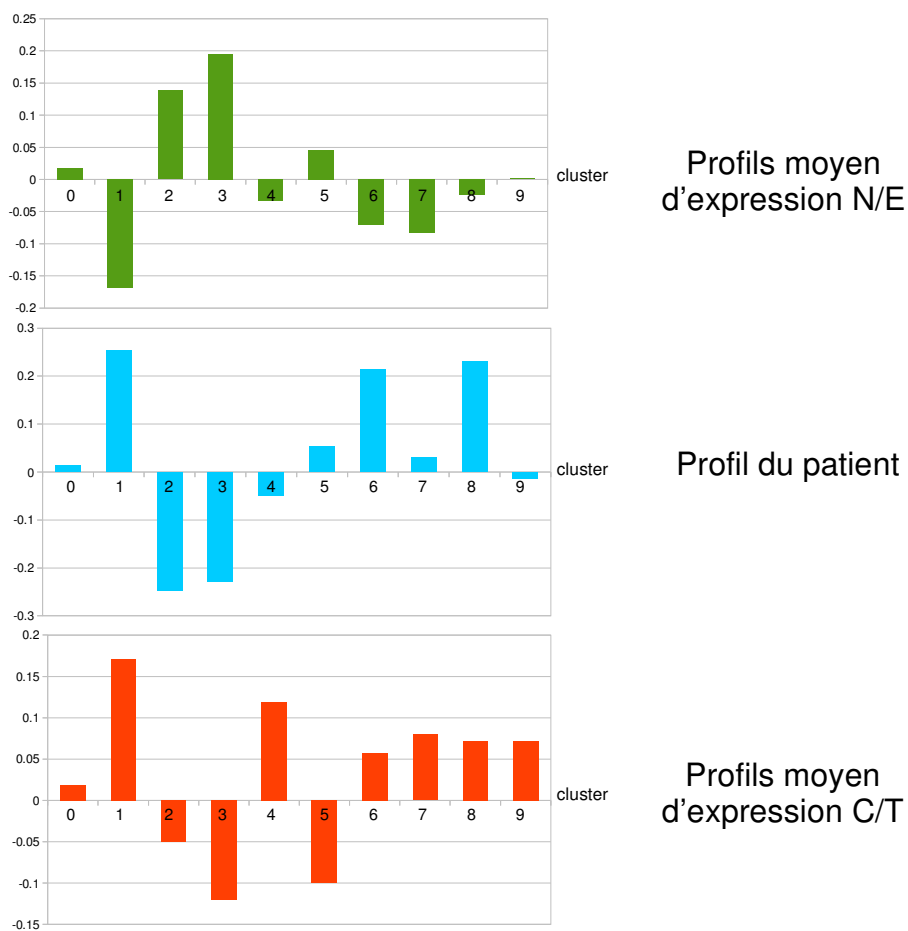 0.25
0.2
0.15
0.1
0.05
0
-0.05
-0.1
-0.15
-0.2
0 1 2 3 4 5 6 7 8 9
cluster
Profils moyen
d'expression N/E
0.3
0.2
0.1
0
-0.1
-0.2
-0.3
0 1 2 3 4 5 6 7 8 9
cluster
Profil du patient
0.2
0.15
0.1
0.05
0
-0.05
-0.1
-0.15
0 1 2 3 4 5 6 7 8 9
cluster
Profils moyen
d'expression C/T